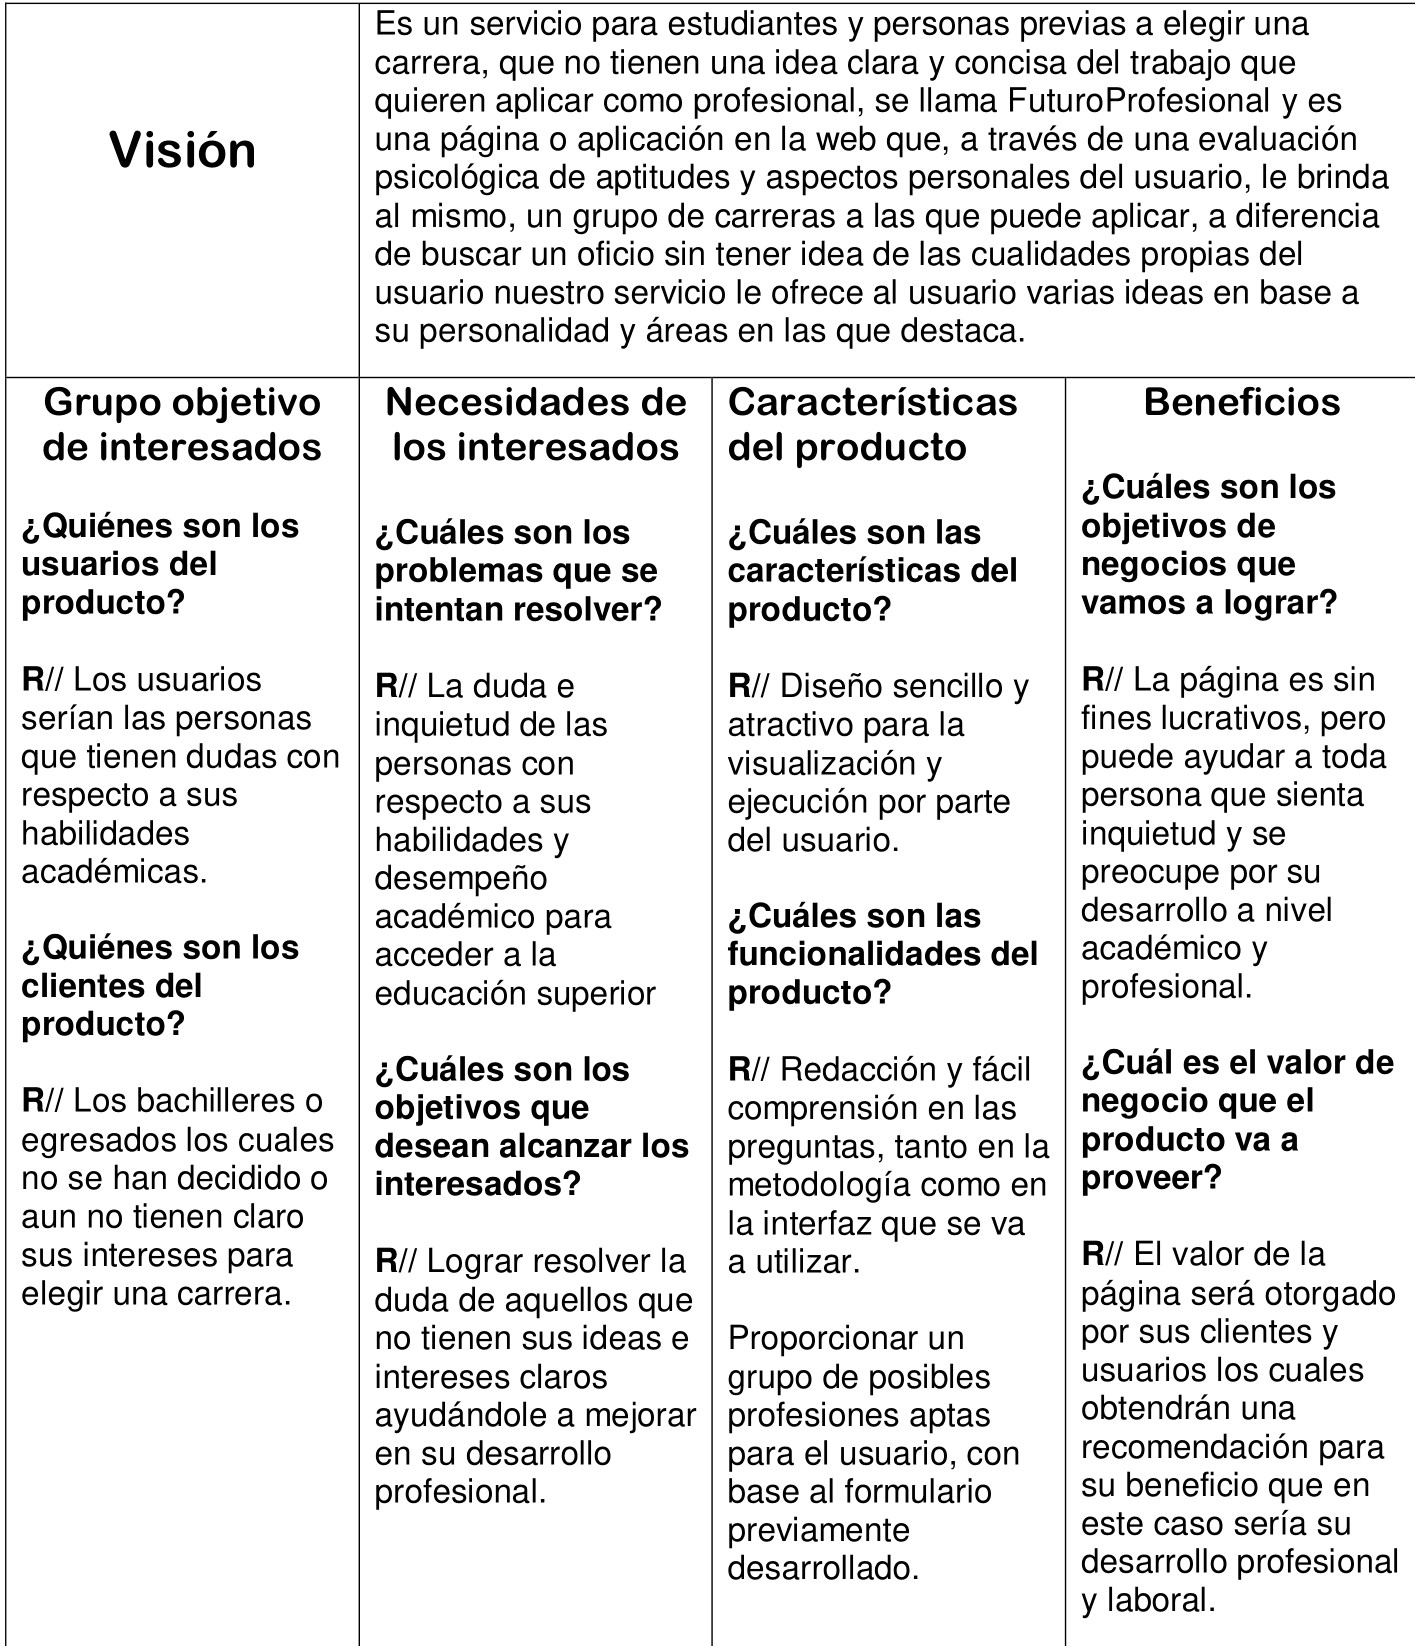 Visión
Es un servicio para estudiantes y personas previas a elegir una
carrera, que no tienen una idea clara y concisa del trabajo que
quieren aplicar como profesional, se llama FuturoProfesional y es
una página o aplicación en la web que, a través de una evaluación
psicológica de aptitudes y aspectos personales del usuario, le brinda
al mismo, un grupo de carreras a las que puede aplicar, a diferencia
de buscar un oficio sin tener idea de las cualidades propias del
usuario nuestro servicio le ofrece al usuario varias ideas en base a
su personalidad y áreas en las que destaca.
Grupo objetivo
de interesados
¿Quiénes son los
usuarios del
producto?
R// Los usuarios
serían las personas
que tienen dudas con
respecto a sus
habilidades
académicas.
¿Quiénes son los
clientes del
producto?
R// Los bachilleres o
egresados los cuales
no se han decidido o
aun no tienen claro
sus intereses para
elegir una carrera.
Necesidades de
los interesados
¿Cuáles son los
problemas que se
intentan resolver?
R// La duda e
inquietud de las
personas con
respecto a sus
habilidades y
desempeño
académico para
acceder a la
educación superior
¿Cuáles son los
objetivos que
desean alcanzar los
interesados?
R// Lograr resolver la
duda de aquellos que
no tienen sus ideas e
intereses claros
ayudándole a mejorar
en su desarrollo
profesional.
Características
del producto
¿Cuáles son las
características del
producto?
R// Diseño sencillo y
atractivo para la
visualización y
ejecución por parte
del usuario.
¿Cuáles son las
funcionalidades del
producto?
R// Redacción y fácil
comprensión en las
preguntas, tanto en la
metodología como en
la interfaz que se va
a utilizar.
Proporcionar un
grupo de posibles
profesiones aptas
para el usuario, con
base al formulario
previamente
desarrollado.
Beneficios
¿Cuáles son los
objetivos de
negocios que
vamos a lograr?
R// La página es sin
fines lucrativos, pero
puede ayudar a toda
persona que sienta
inquietud y se
preocupe por su
desarrollo a nivel
académico y
profesional.
¿Cuál es el valor de
negocio que el
producto va a
proveer?
R// El valor de la
página será otorgado
por sus clientes y
usuarios los cuales
obtendrán una
recomendación para
su beneficio que en
este caso sería su
desarrollo profesional
y laboral.